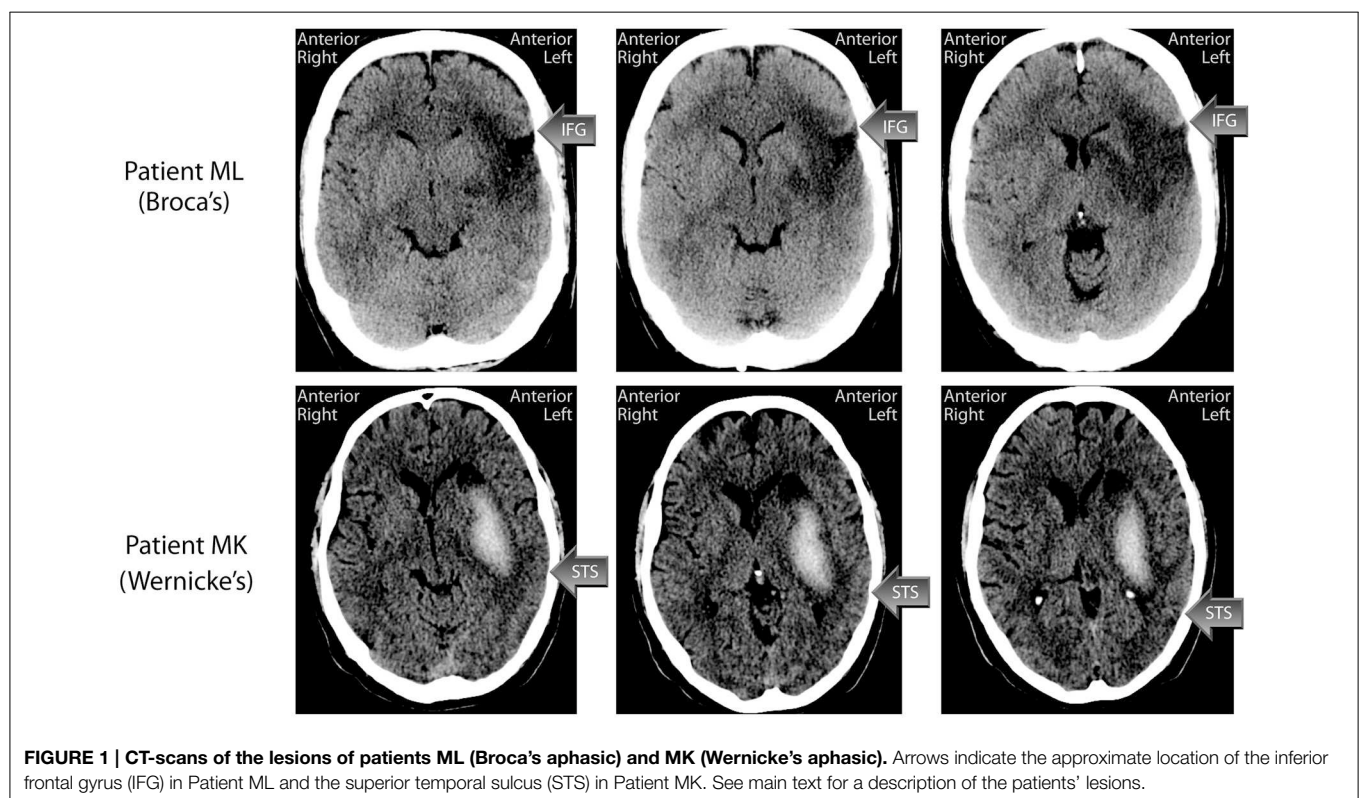 Anterior Right
Anterior Left
Anterior Right
Anterior Left
Anterior Right
Anterior Left
Patient ML
(Broca's)
IFG
IFG
IFG
Anterior Right
Anterior Left
Anterior Right
Anterior Left
Anterior Right
Anterior Left
Patient MK
(Wernicke's)
STS
STS
STS
FIGURE 1 | CT-scans of the lesions of patients ML (Broca's aphasic) and MK (Wernicke's aphasic). Arrows indicate the approximate location of the inferior
frontal gyrus (IFG) in Patient ML and the superior temporal sulcus (STS) in Patient MK. See main text for a description of the patients' lesions.